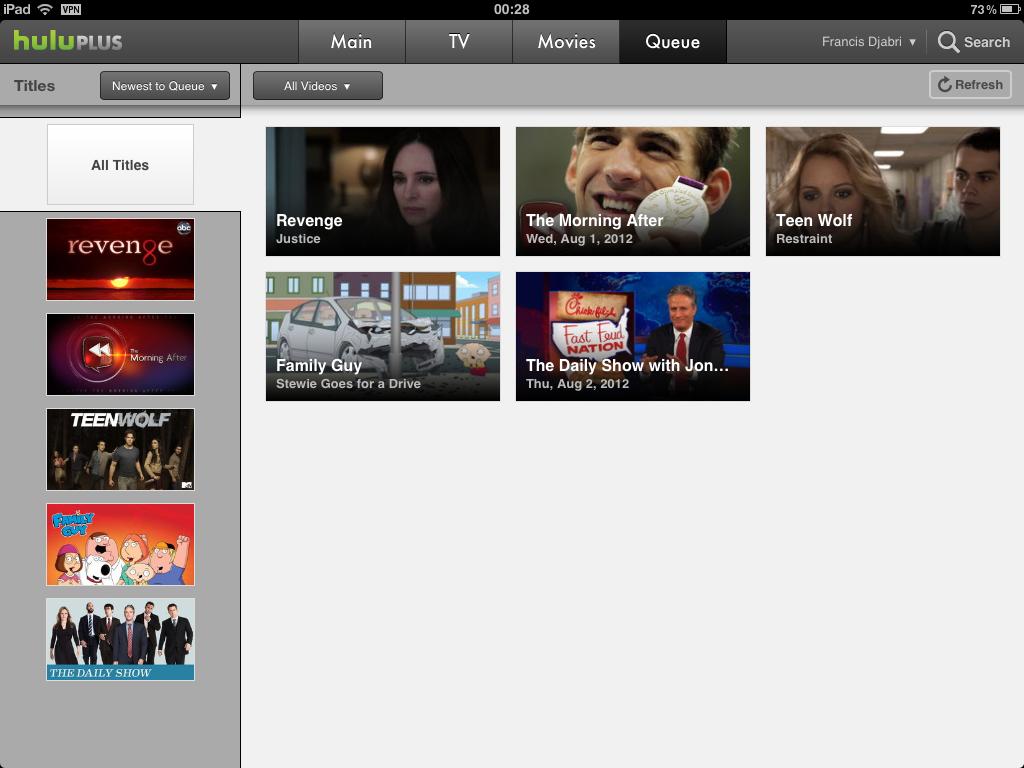 iPad VPN 00:28 73%
huluPLUS Main TV Movies Queue Francis Djabri ▼ Search
Titles Newest to Queue ▼ All Videos ▼ Refresh
All Titles
revenge
abc
The Morning After
TEENWOLF
MTV
FAMILY GUY
THE DAILY SHOW
Revenge
Justice
The Morning After
Wed, Aug 1, 2012
Teen Wolf
Restraint
Family Guy
Stewie Goes for a Drive
Chick-fil-A
Fast Feud
NATION
The Daily Show with Jon...
Thu, Aug 2, 2012